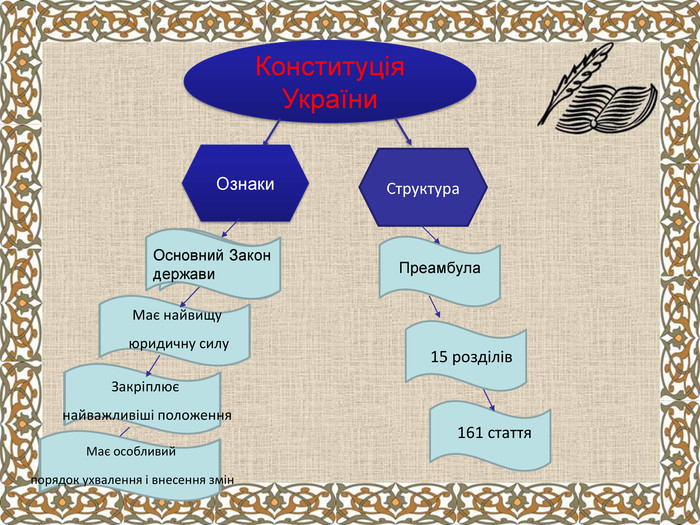 Конституція
України
Ознаки
Основний Закон
держави
Має найвищу
юридичну силу
Закріплює
найважливіші положення
Має особливий
порядок ухвалення і внесення змін
Структура
Преамбула
15 розділів
161 стаття